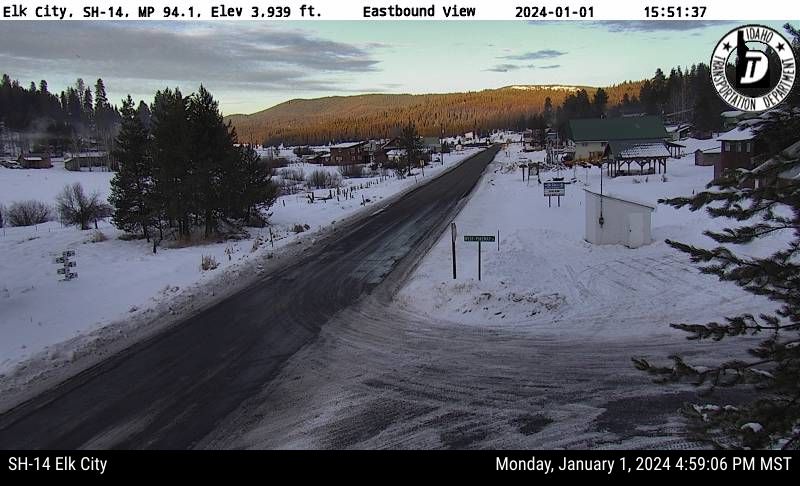 Elk City, SH-14, MP 94.1, Elev 3,939 ft. Eastbound View 2024-01-01 15:51:37
IDAHO
TRANSPORTATION DEPARTMENT
SH-14 Elk City Monday, January 1, 2024 4:59:06 PM MST